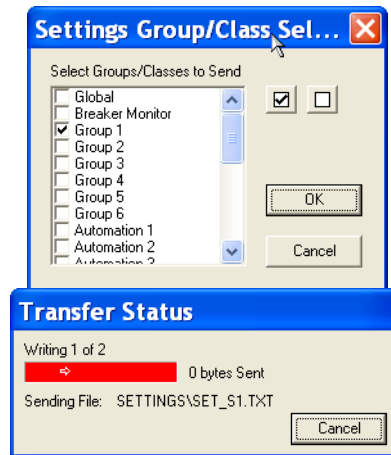 Settings Group/Class Sel...
Select Groups/Classes to Send
Global
Breaker Monitor
Group 1
Group 2
Group 3
Group 4
Group 5
Group 6
Automation 1
Automation 2
Automation 3
OK
Cancel
Transfer Status
Writing 1 of 2
0 bytes Sent
Sending File: SETTINGS\SET_S1.TXT
Cancel